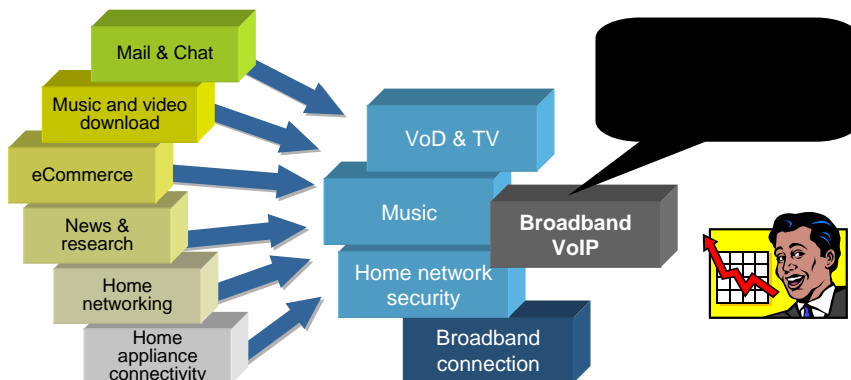 Mail & Chat
Music and video
download
eCommerce
News &
research
Home
networking
Home
appliance
connectivity
VoD & TV
Music
Home network
security
Broadband
connection
Broadband
VoIP